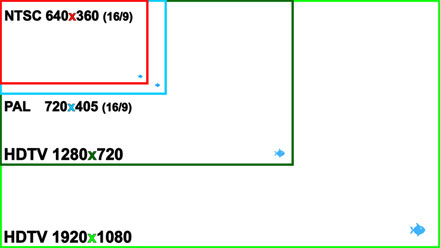 NTSC 640x360 (16/9)
PAL 720x405 (16/9)
HDTV 1280x720
HDTV 1920x1080